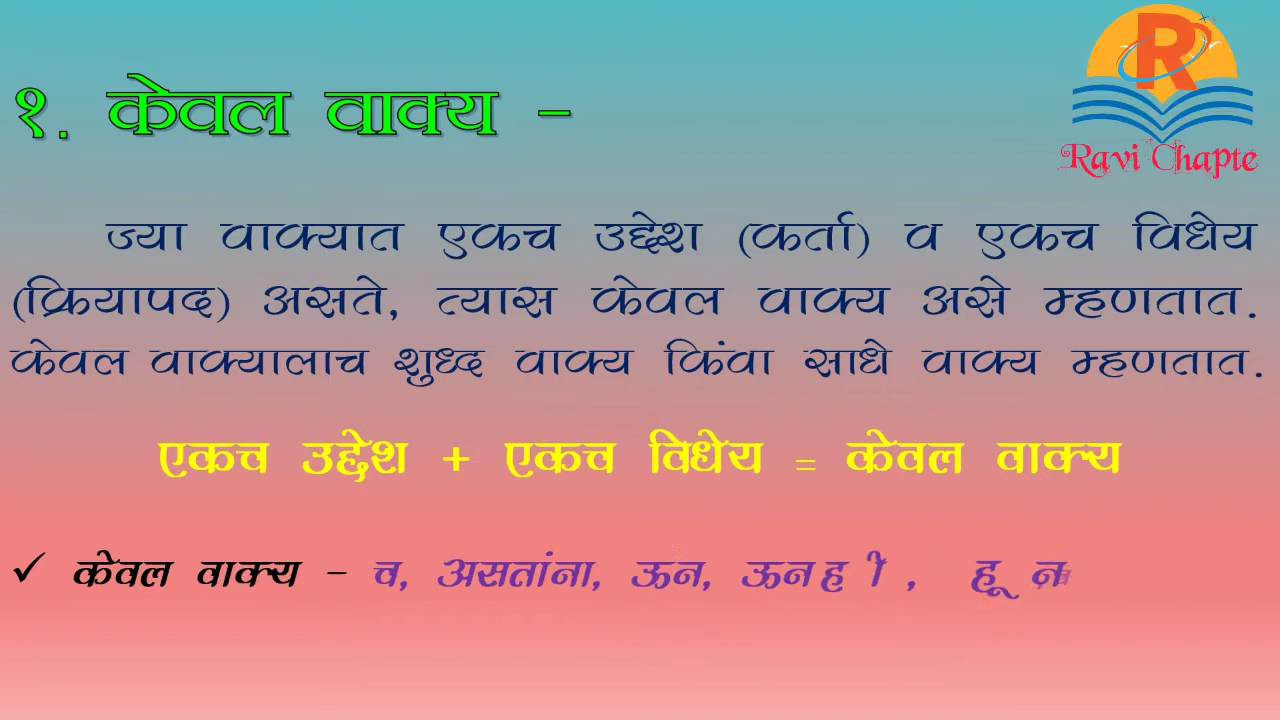 Ravi Chapte
१. केवल वाक्य -
ज्या वाक्यात एकच उद्देश (कर्ता) व एकच विधेय
(क्रियापद) असते, त्यास केवल वाक्य असे म्हणतात.
केवल वाक्यालाच शुध्द वाक्य किंवा साधे वाक्य म्हणतात.
एकच उद्देश + एकच विधेय = केवल वाक्य
✓ केवल वाक्य - च, असतांना, ऊन, ऊनही, हून